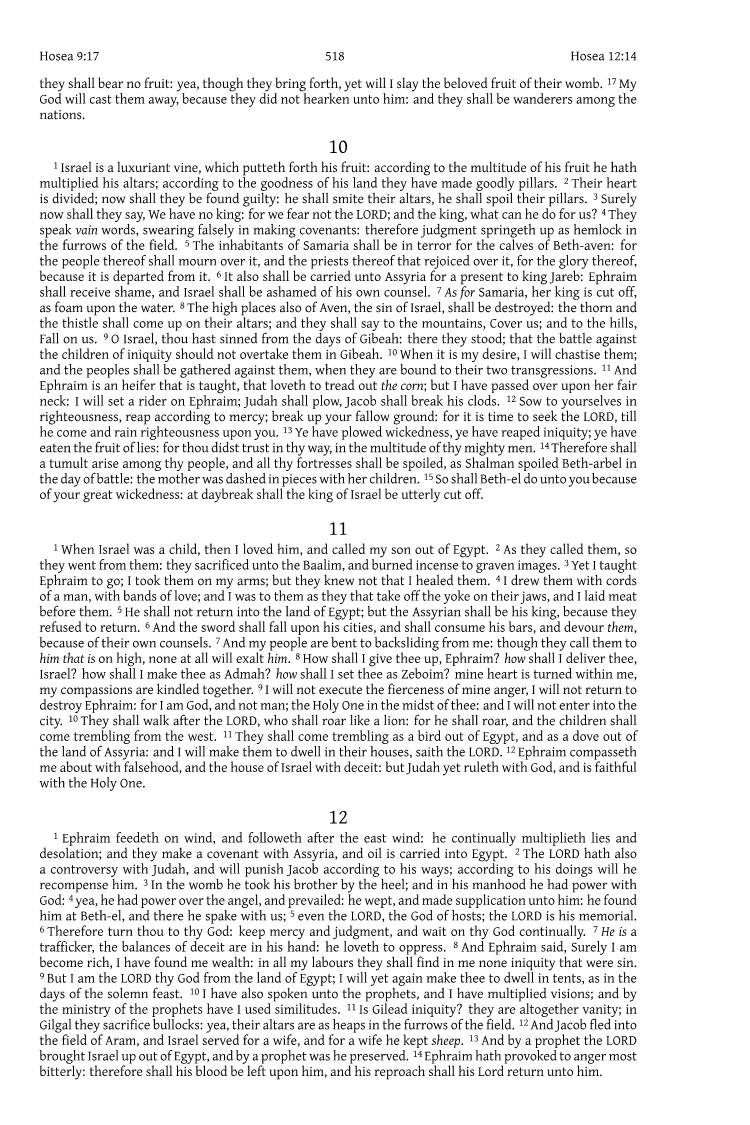 Hosea 9:17 518 Hosea 12:14
they shall bear no fruit: yea, though they bring forth, yet will I slay the beloved fruit of their womb. 17 My
God will cast them away, because they did not hearken unto him: and they shall be wanderers among the
nations.
10
1 Israel is a luxuriant vine, which putteth forth his fruit: according to the multitude of his fruit he hath
multiplied his altars; according to the goodness of his land they have made goodly pillars. 2 Their heart
is divided; now shall they be found guilty: he shall smite their altars, he shall spoil their pillars. 3 Surely
now shall they say, We have no king: for we fear not the LORD; and the king, what can he do for us? 4 They
speak vain words, swearing falsely in making covenants: therefore judgment springeth up as hemlock in
the furrows of the field. 5 The inhabitants of Samaria shall be in terror for the calves of Beth-aven: for
the people thereof shall mourn over it, and the priests thereof that rejoiced over it, for the glory thereof,
because it is departed from it. 6 It also shall be carried unto Assyria for a present to king Jareb: Ephraim
shall receive shame, and Israel shall be ashamed of his own counsel. 7 As for Samaria, her king is cut off,
as foam upon the water. 8 The high places also of Aven, the sin of Israel, shall be destroyed: the thorn and
the thistle shall come up on their altars; and they shall say to the mountains, Cover us; and to the hills,
Fall on us. 9 O Israel, thou hast sinned from the days of Gibeah: there they stood; that the battle against
the children of iniquity should not overtake them in Gibeah. 10 When it is my desire, I will chastise them;
and the peoples shall be gathered against them, when they are bound to their two transgressions. 11 And
Ephraim is an heifer that is taught, that loveth to tread out the corn; but I have passed over upon her fair
neck: I will set a rider on Ephraim; Judah shall plow, Jacob shall break his clods. 12 Sow to yourselves in
righteousness, reap according to mercy; break up your fallow ground: for it is time to seek the LORD, till
he come and rain righteousness upon you. 13 Ye have plowed wickedness, ye have reaped iniquity; ye have
eaten the fruit of lies: for thou didst trust in thy way, in the multitude of thy mighty men. 14 Therefore shall
a tumult arise among thy people, and all thy fortresses shall be spoiled, as Shalman spoiled Beth-arbel in
the day of battle: the mother was dashed in pieces with her children. 15 So shall Beth-el do unto you because
of your great wickedness: at daybreak shall the king of Israel be utterly cut off.
11
1 When Israel was a child, then I loved him, and called my son out of Egypt. 2 As they called them, so
they went from them: they sacrificed unto the Baalim, and burned incense to graven images. 3 Yet I taught
Ephraim to go; I took them on my arms; but they knew not that I healed them. 4 I drew them with cords
of a man, with bands of love; and I was to them as they that take off the yoke on their jaws, and I laid meat
before them. 5 He shall not return into the land of Egypt; but the Assyrian shall be his king, because they
refused to return. 6 And the sword shall fall upon his cities, and shall consume his bars, and devour them,
because of their own counsels. 7 And my people are bent to backsliding from me: though they call them to
him that is on high, none at all will exalt him. 8 How shall I give thee up, Ephraim? how shall I deliver thee,
Israel? how shall I make thee as Admah? how shall I set thee as Zeboim? mine heart is turned within me,
my compassions are kindled together. 9 I will not execute the fierceness of mine anger, I will not return to
destroy Ephraim: for I am God, and not man; the Holy One in the midst of thee: and I will not enter into the
city. 10 They shall walk after the LORD, who shall roar like a lion: for he shall roar, and the children shall
come trembling from the west. 11 They shall come trembling as a bird out of Egypt, and as a dove out of
the land of Assyria: and I will make them to dwell in their houses, saith the LORD. 12 Ephraim compasseth
me about with falsehood, and the house of Israel with deceit: but Judah yet ruleth with God, and is faithful
with the Holy One.
12
1 Ephraim feedeth on wind, and followeth after the east wind: he continually multiplieth lies and
desolation; and they make a covenant with Assyria, and oil is carried into Egypt. 2 The LORD hath also
a controversy with Judah, and will punish Jacob according to his ways; according to his doings will he
recompense him. 3 In the womb he took his brother by the heel; and in his manhood he had power with
God: 4 yea, he had power over the angel, and prevailed: he wept, and made supplication unto him: he found
him at Beth-el, and there he spake with us; 5 even the LORD, the God of hosts; the LORD is his memorial.
6 Therefore turn thou to thy God: keep mercy and judgment, and wait on thy God continually. 7 He is a
trafficker, the balances of deceit are in his hand: he loveth to oppress. 8 And Ephraim said, Surely I am
become rich, I have found me wealth: in all my labours they shall find in me none iniquity that were sin.
9 But I am the LORD thy God from the land of Egypt; I will yet again make thee to dwell in tents, as in the
days of the solemn feast. 10 I have also spoken unto the prophets, and I have multiplied visions; and by
the ministry of the prophets have I used similitudes. 11 Is Gilead iniquity? they are altogether vanity; in
Gilgal they sacrifice bullocks: yea, their altars are as heaps in the furrows of the field. 12 And Jacob fled into
the field of Aram, and Israel served for a wife, and for a wife he kept sheep. 13 And by a prophet the LORD
brought Israel up out of Egypt, and by a prophet was he preserved. 14 Ephraim hath provoked to anger most
bitterly: therefore shall his blood be left upon him, and his reproach shall his Lord return unto him.